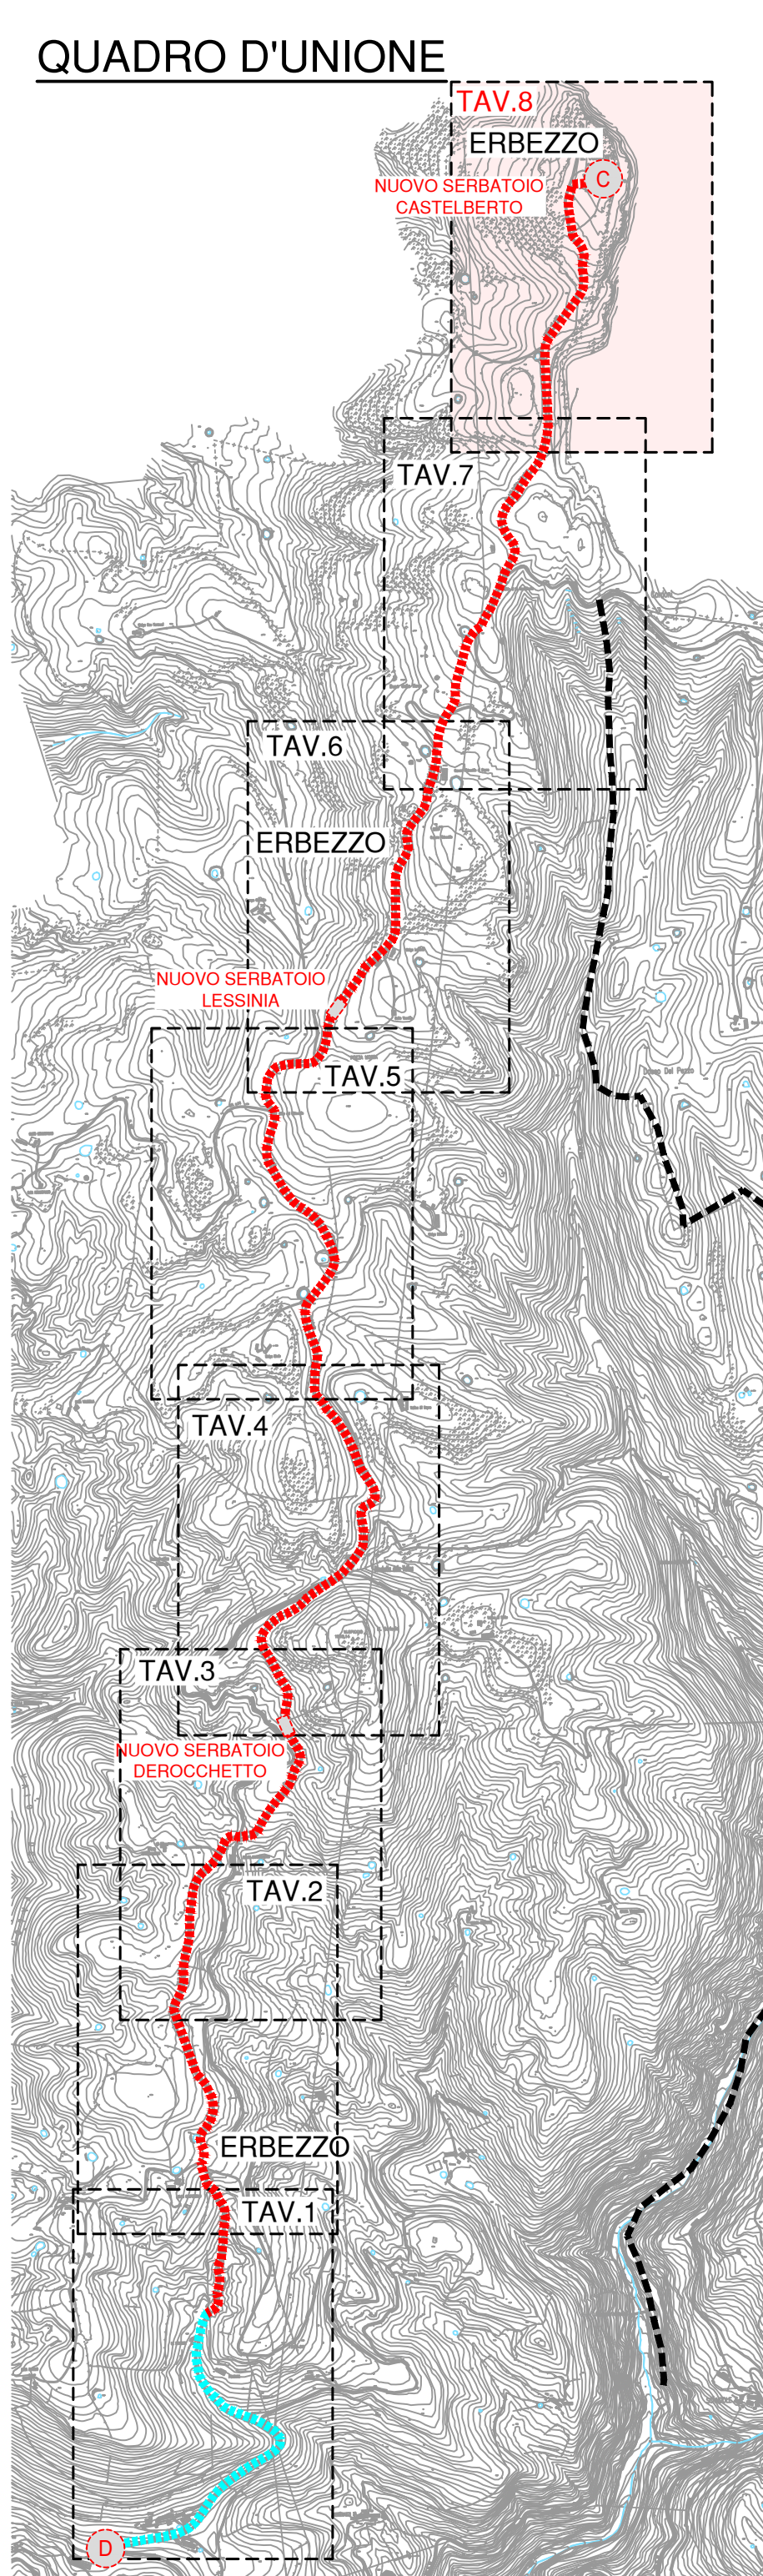 QUADRO D'UNIONE
TAV.8
ERBEZZO
C
NUOVO SERBATOIO
CASTELBERTO
TAV.7
TAV.6
ERBEZZO
NUOVO SERBATOIO
LESSINIA
TAV.5
TAV.4
TAV.3
NUOVO SERBATOIO
DEROCCHETTO
TAV.2
ERBEZZO
TAV.1
D